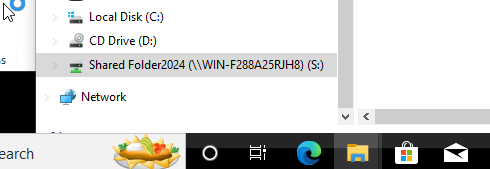 Local Disk (C:)
CD Drive (D:)
Shared Folder2024 (\\WIN-F288A25RJH8) (S:)
Network
earch